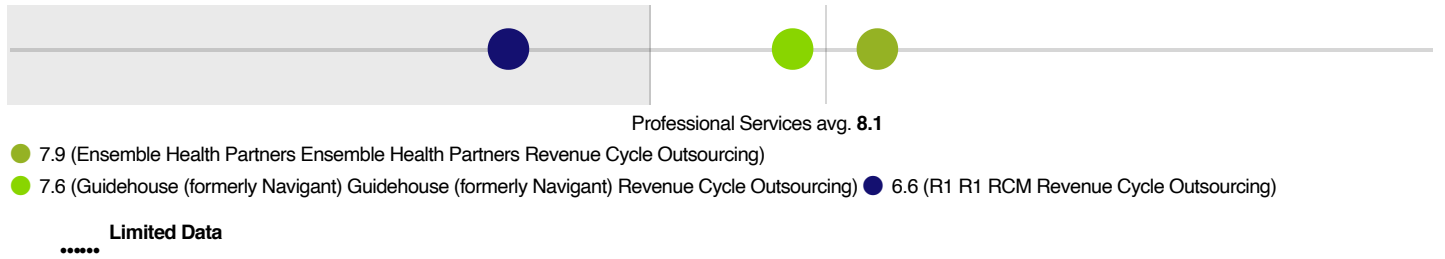 Professional Services avg. 8.1
7.9 (Ensemble Health Partners Ensemble Health Partners Revenue Cycle Outsourcing)
7.6 (Guidehouse (formerly Navigant) Guidehouse (formerly Navigant) Revenue Cycle Outsourcing) 6.6 (R1 R1 RCM Revenue Cycle Outsourcing)
Limited Data